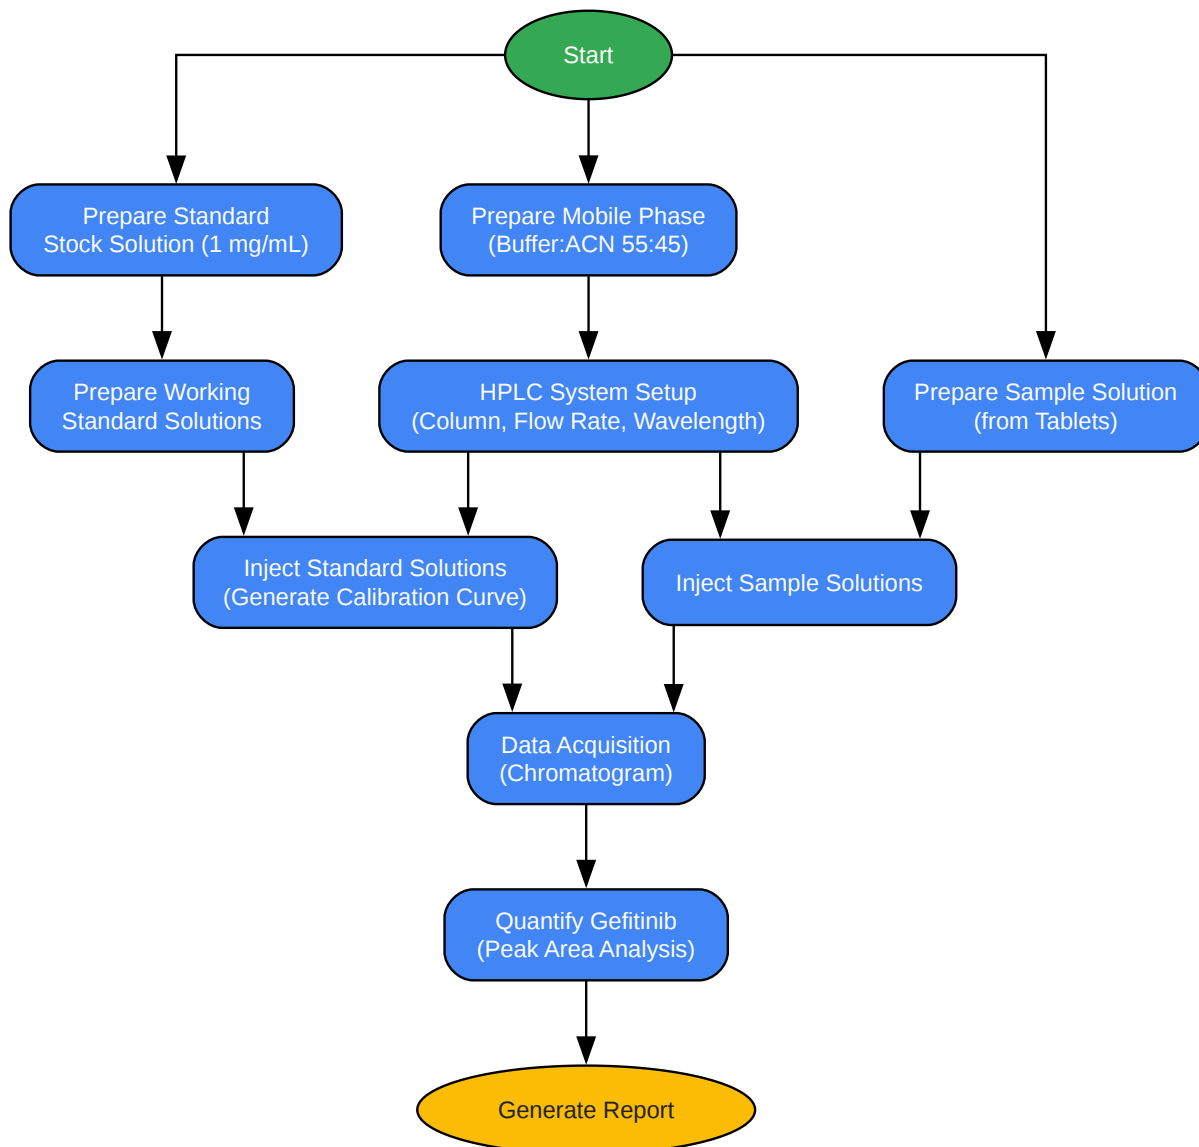 Start
Prepare Standard
Stock Solution (1 mg/mL)
Prepare Mobile Phase
(Buffer:ACN 55:45)
Prepare Working
Standard Solutions
HPLC System Setup
(Column, Flow Rate, Wavelength)
Prepare Sample Solution
(from Tablets)
Inject Standard Solutions
(Generate Calibration Curve)
Inject Sample Solutions
Data Acquisition
(Chromatogram)
Quantify Gefitinib
(Peak Area Analysis)
Generate Report